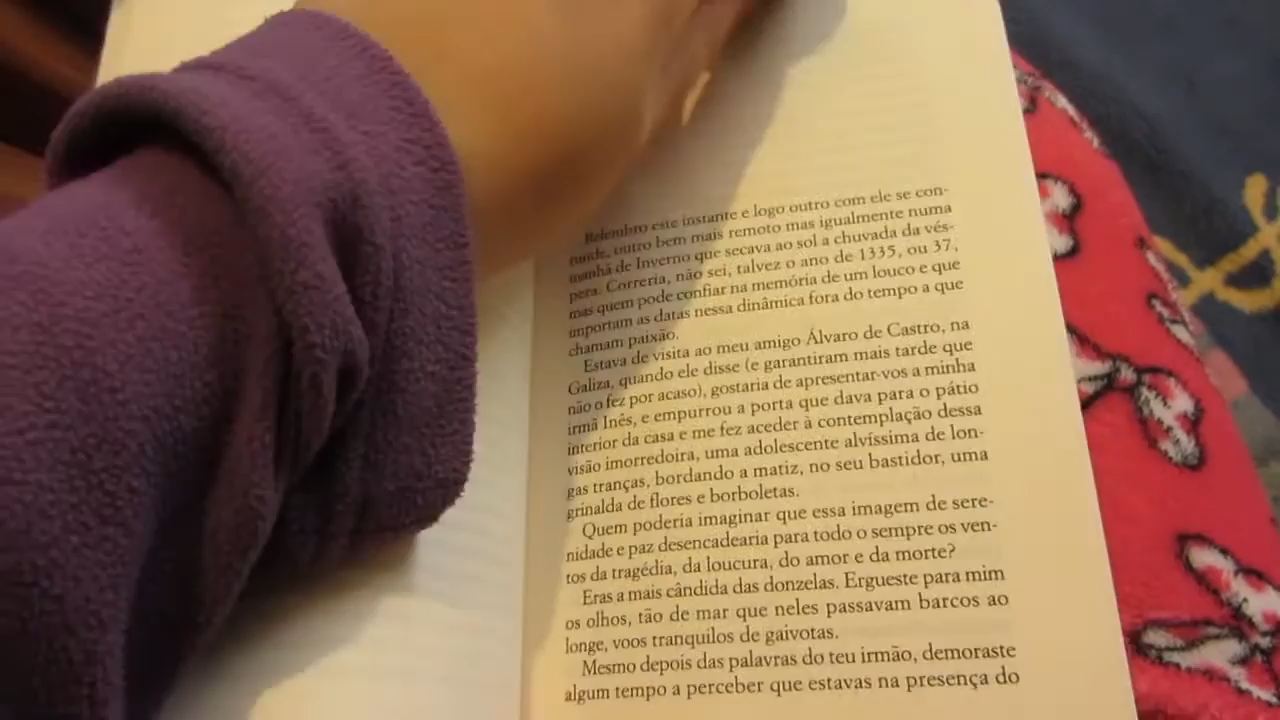 Relembro este instante e logo outro com ele se con-
funde, outro bem mais remoto mas igualmente numa
manhã de Inverno que secava ao sol a chuvada da vés-
pera. Correria, não sei, talvez o ano de 1335, ou 37,
mas quem pode confiar na memória de um louco e que
importam as datas nessa dinâmica fora do tempo a que
chamam paixão.
Estava de visita ao meu amigo Álvaro de Castro, na
Galiza, quando ele disse (e garantiram mais tarde que
não o fez por acaso), gostaria de apresentar-vos a minha
irmã Inês, e empurrou a porta que dava para o pátio
interior da casa e me fez aceder à contemplação dessa
visão imorredoira, uma adolescente alvíssima de lon-
gas tranças, bordando a matiz, no seu bastidor, uma
grinalda de flores e borboletas.
Quem poderia imaginar que essa imagem de sere-
nidade e paz desencadearia para todo o sempre os ven-
tos da tragédia, da loucura, do amor e da morte?
Eras a mais cândida das donzelas. Ergueste para mim
os olhos, tão de mar que neles passavam barcos ao
longe, voos tranquilos de gaivotas.
Mesmo depois das palavras do teu irmão, demoraste
algum tempo a perceber que estavas na presença do